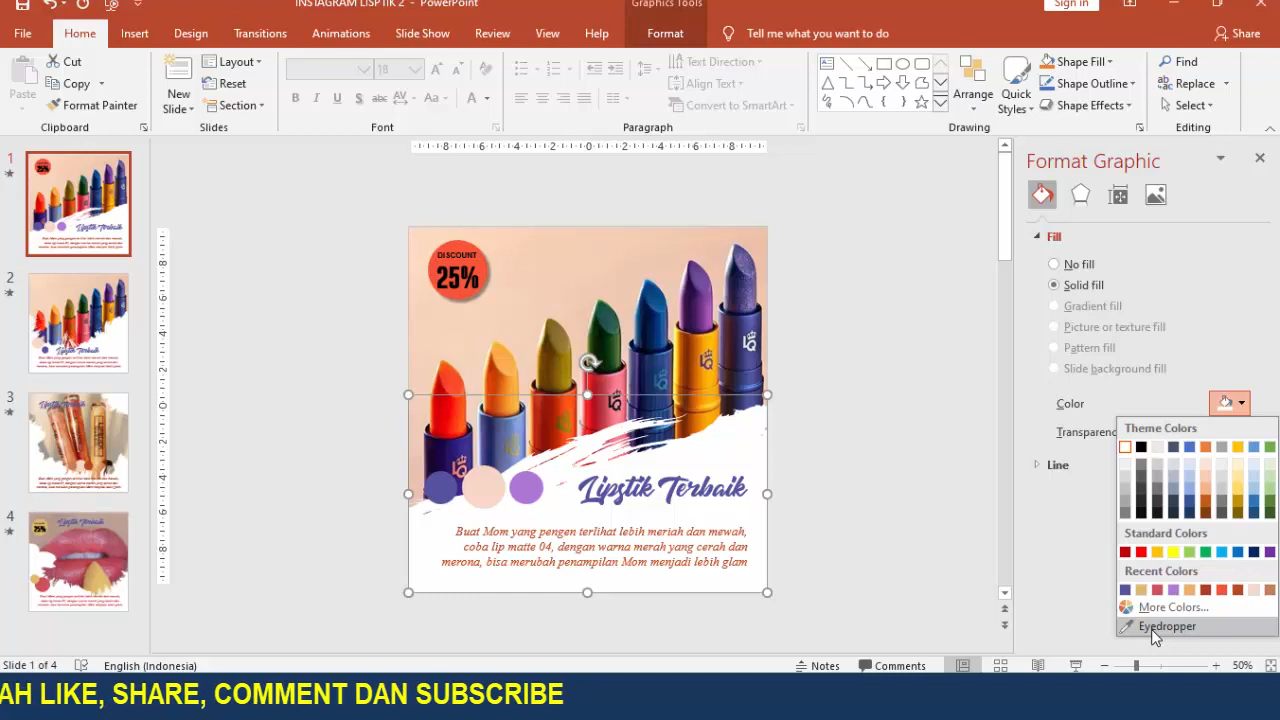 INSTAGRAM LISPTIK 2 - PowerPoint
Graphics Tools
Sign in
File
Home
Insert
Design
Transitions
Animations
Slide Show
Review
View
Help
Format
Tell me what you want to do
Share
Paste
Cut
Copy
Format Painter
Clipboard
New
Slide
Layout
Reset
Section
Slides
18
Font
Text Direction
Align Text
Convert to SmartArt
Paragraph
Arrange
Quick
Styles
Shape Fill
Shape Outline
Shape Effects
Drawing
Find
Replace
Select
Editing
1
2
3
4
DISCOUNT
25%
LQ
Lipstik Terbaik
Buat Mom yang pengen terlihat lebih meriah dan mewah,
coba lip matte 04, dengan warna merah yang cerah dan
merona, bisa merubah penampilan Mom menjadi lebih glam
Format Graphic
Fill
No fill
Solid fill
Gradient fill
Picture or texture fill
Pattern fill
Slide background fill
Color
Transparenc
Line
Theme Colors
Standard Colors
Recent Colors
More Colors...
Eyedropper
Slide 1 of 4
English (Indonesia)
Notes
Comments
50%
AH LIKE, SHARE, COMMENT DAN SUBSCRIBE